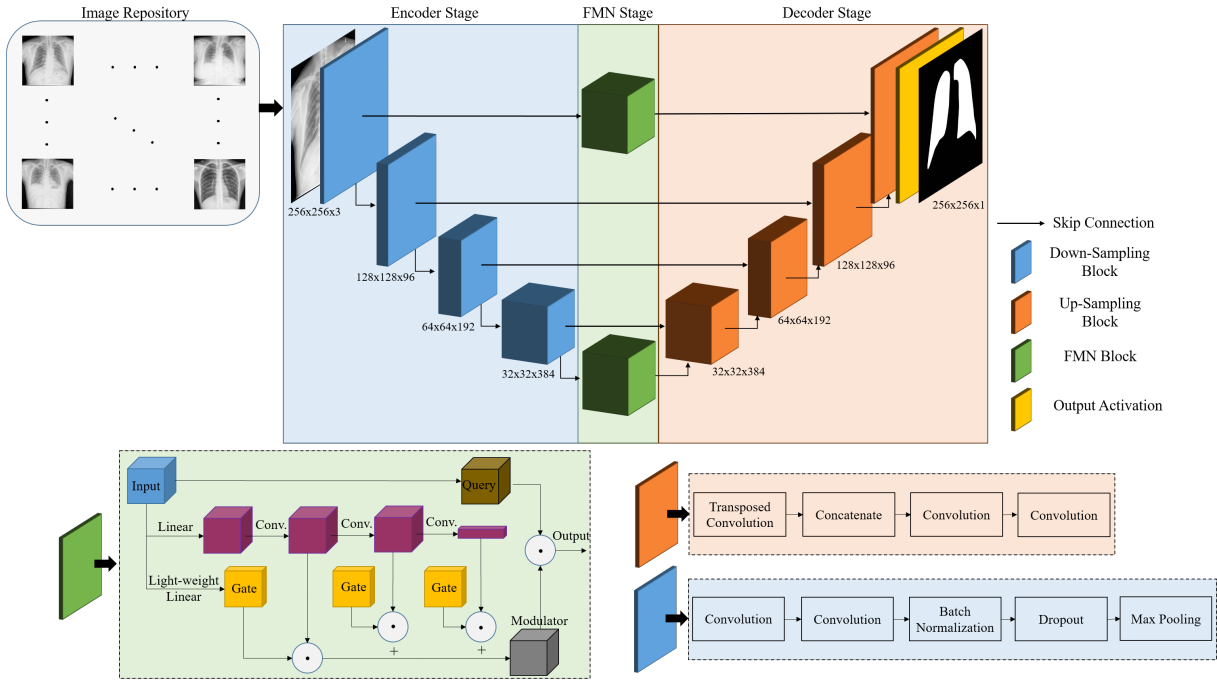 Image Repository
Encoder Stage
FMN Stage
Decoder Stage
256x256x3
128x128x96
64x64x192
32x32x384
32x32x384
64x64x192
128x128x96
256x256x1
Skip Connection
Down-Sampling
Block
Up-Sampling
Block
FMN Block
Output Activation
Input
Query
Linear
Conv.
Conv.
Conv.
Output
Light-weight
Linear
Gate
Gate
Gate
Modulator
+
+
Transposed
Convolution
Concatenate
Convolution
Convolution
Convolution
Convolution
Batch
Normalization
Dropout
Max Pooling